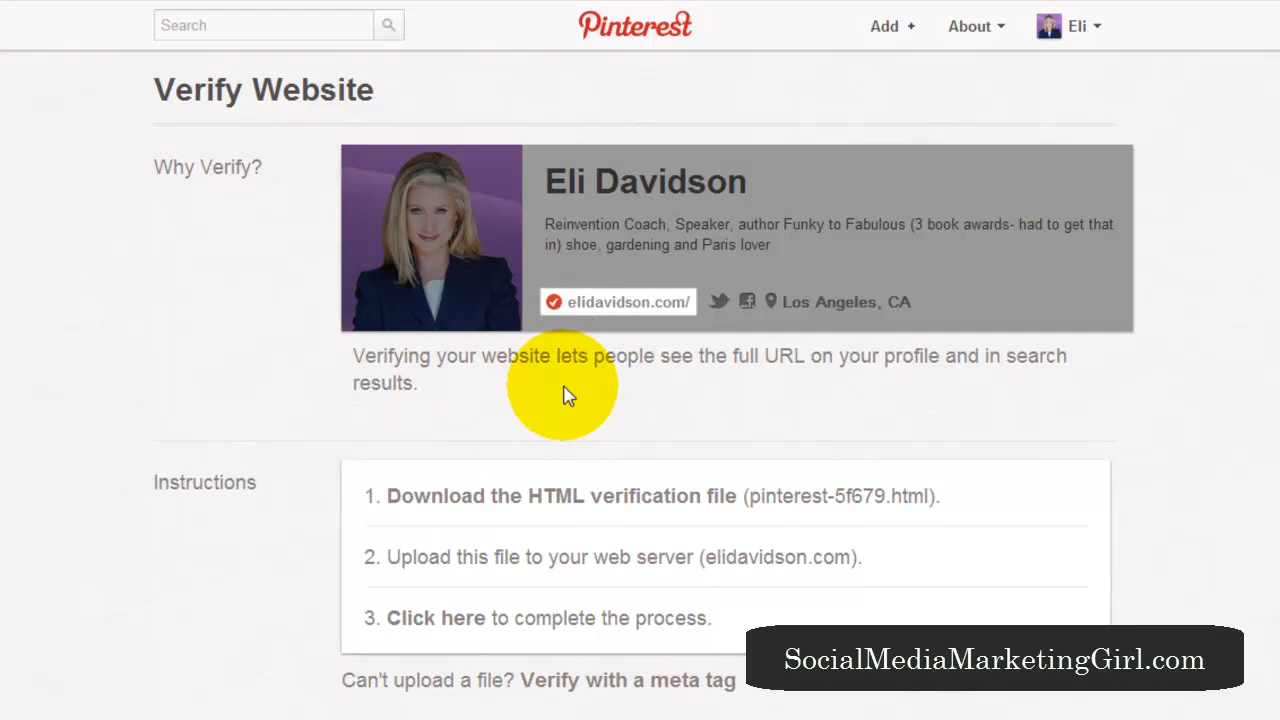 Search
Pinterest
Add +
About
Eli
Verify Website
Why Verify?
Eli Davidson
Reinvention Coach, Speaker, author Funky to Fabulous (3 book awards- had to get that
in) shoe, gardening and Paris lover
elidavidson.com/
Los Angeles, CA
Verifying your website lets people see the full URL on your profile and in search
results.
Instructions
1. Download the HTML verification file (pinterest-5f679.html).
2. Upload this file to your web server (elidavidson.com).
3. Click here to complete the process.
Can't upload a file? Verify with a meta tag
SocialMediaMarketingGirl.com